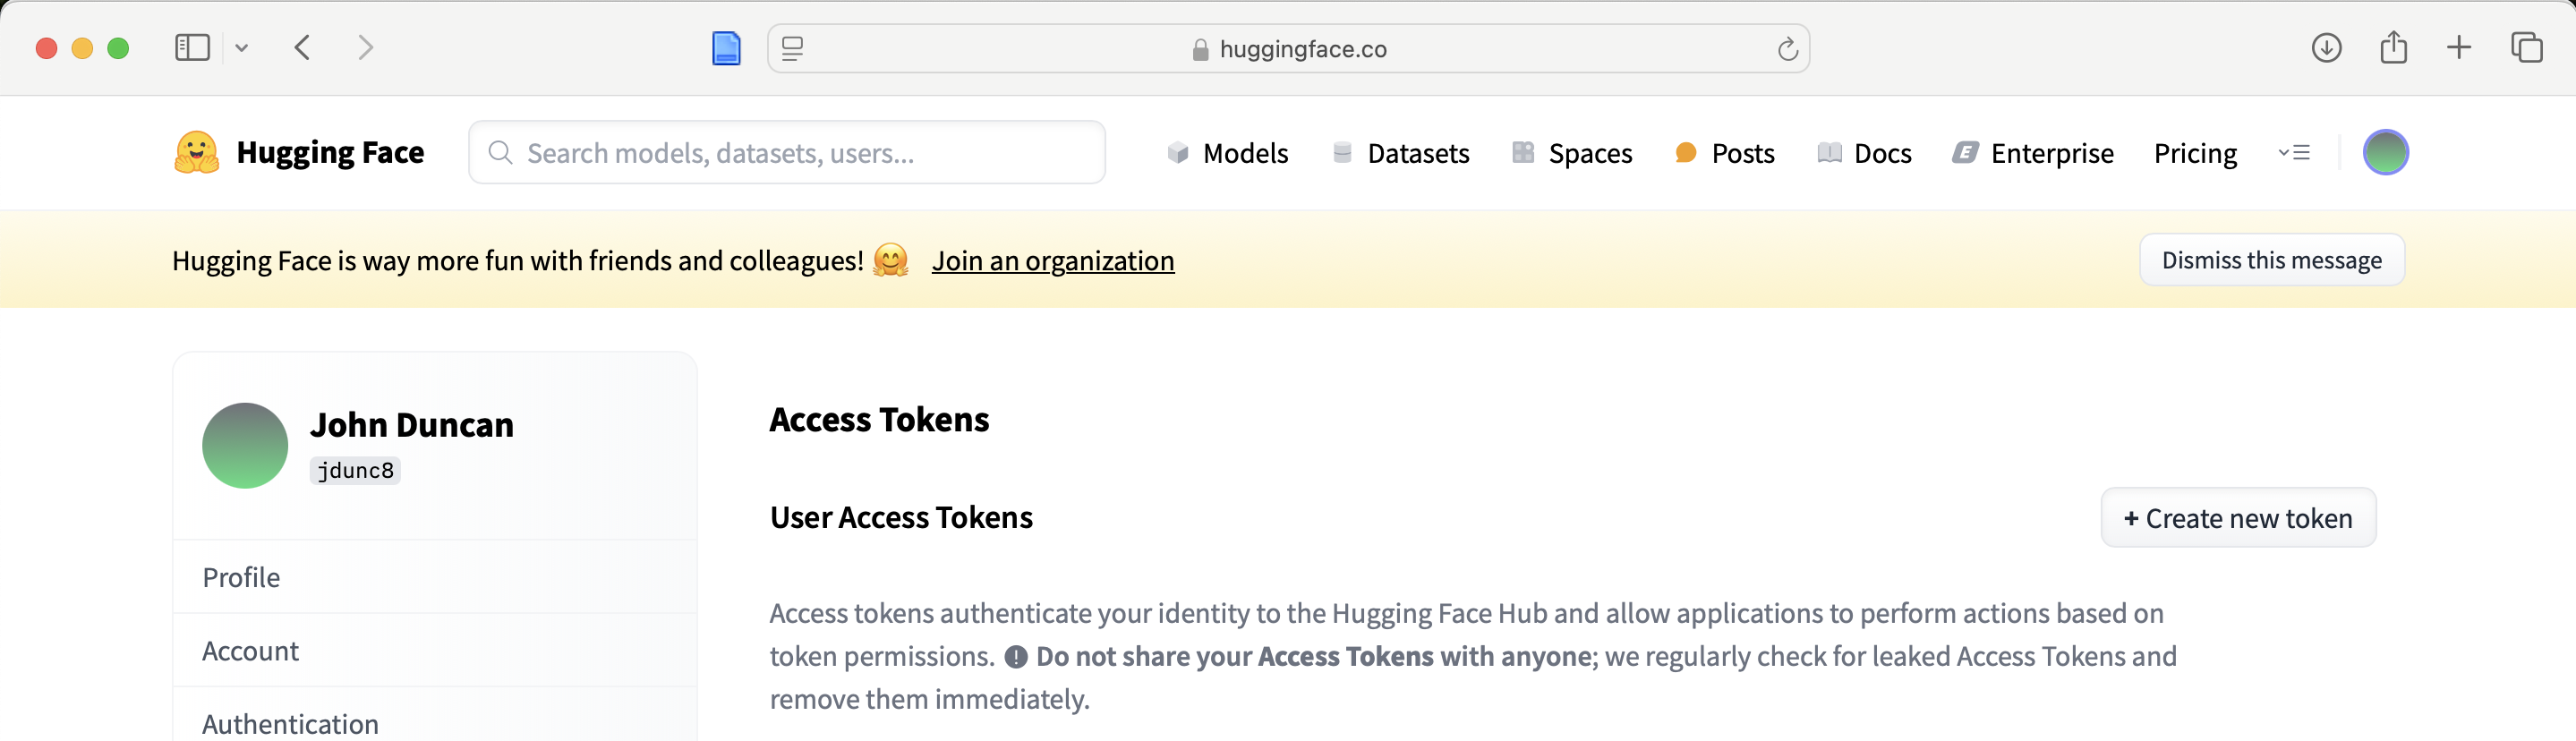 huggingface.co
Hugging Face
Search models, datasets, users...
Models
Datasets
Spaces
Posts
Docs
Enterprise
Pricing
Hugging Face is way more fun with friends and colleagues! 🤗 Join an organization
Dismiss this message
John Duncan
jdunc8
Profile
Account
Authentication
Access Tokens
User Access Tokens
+ Create new token
Access tokens authenticate your identity to the Hugging Face Hub and allow applications to perform actions based on
token permissions. Do not share your Access Tokens with anyone; we regularly check for leaked Access Tokens and
remove them immediately.